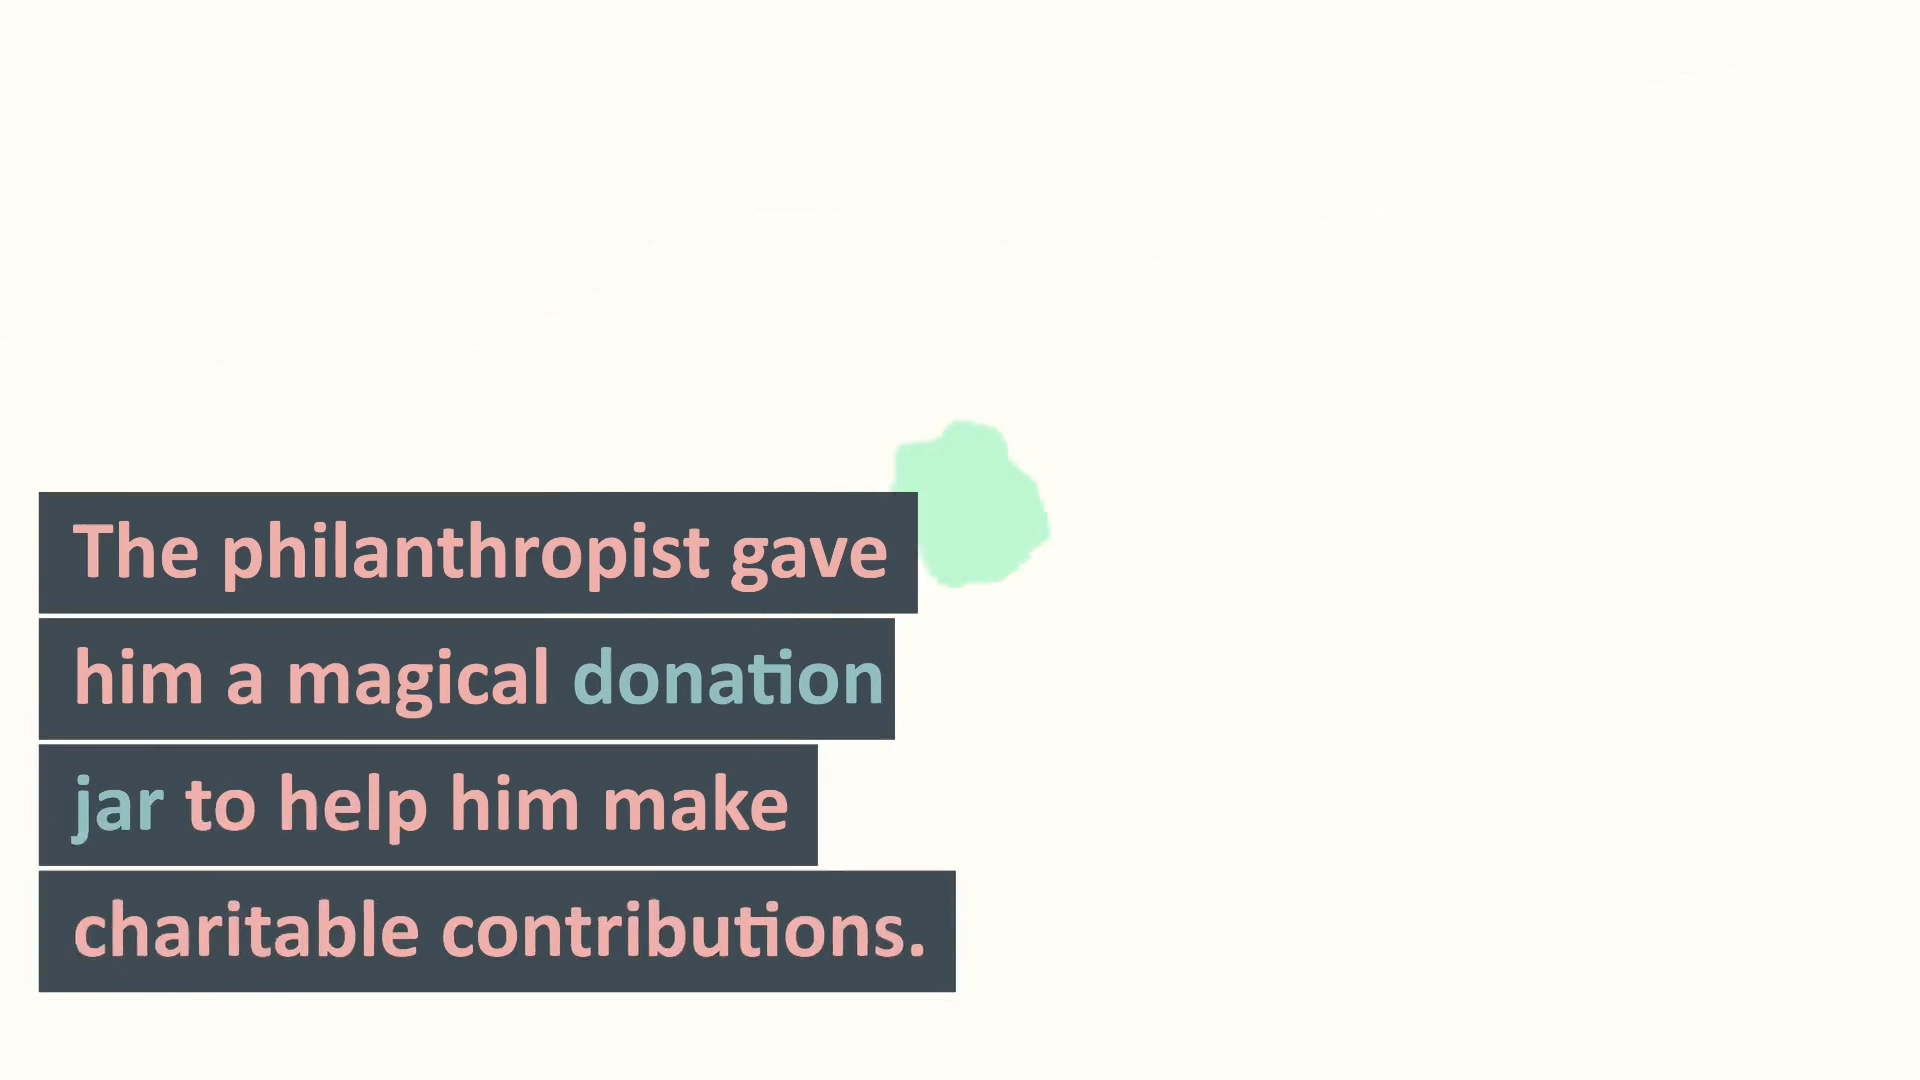 The philanthropist gave
him a magical donation
jar to help him make
charitable contributions.